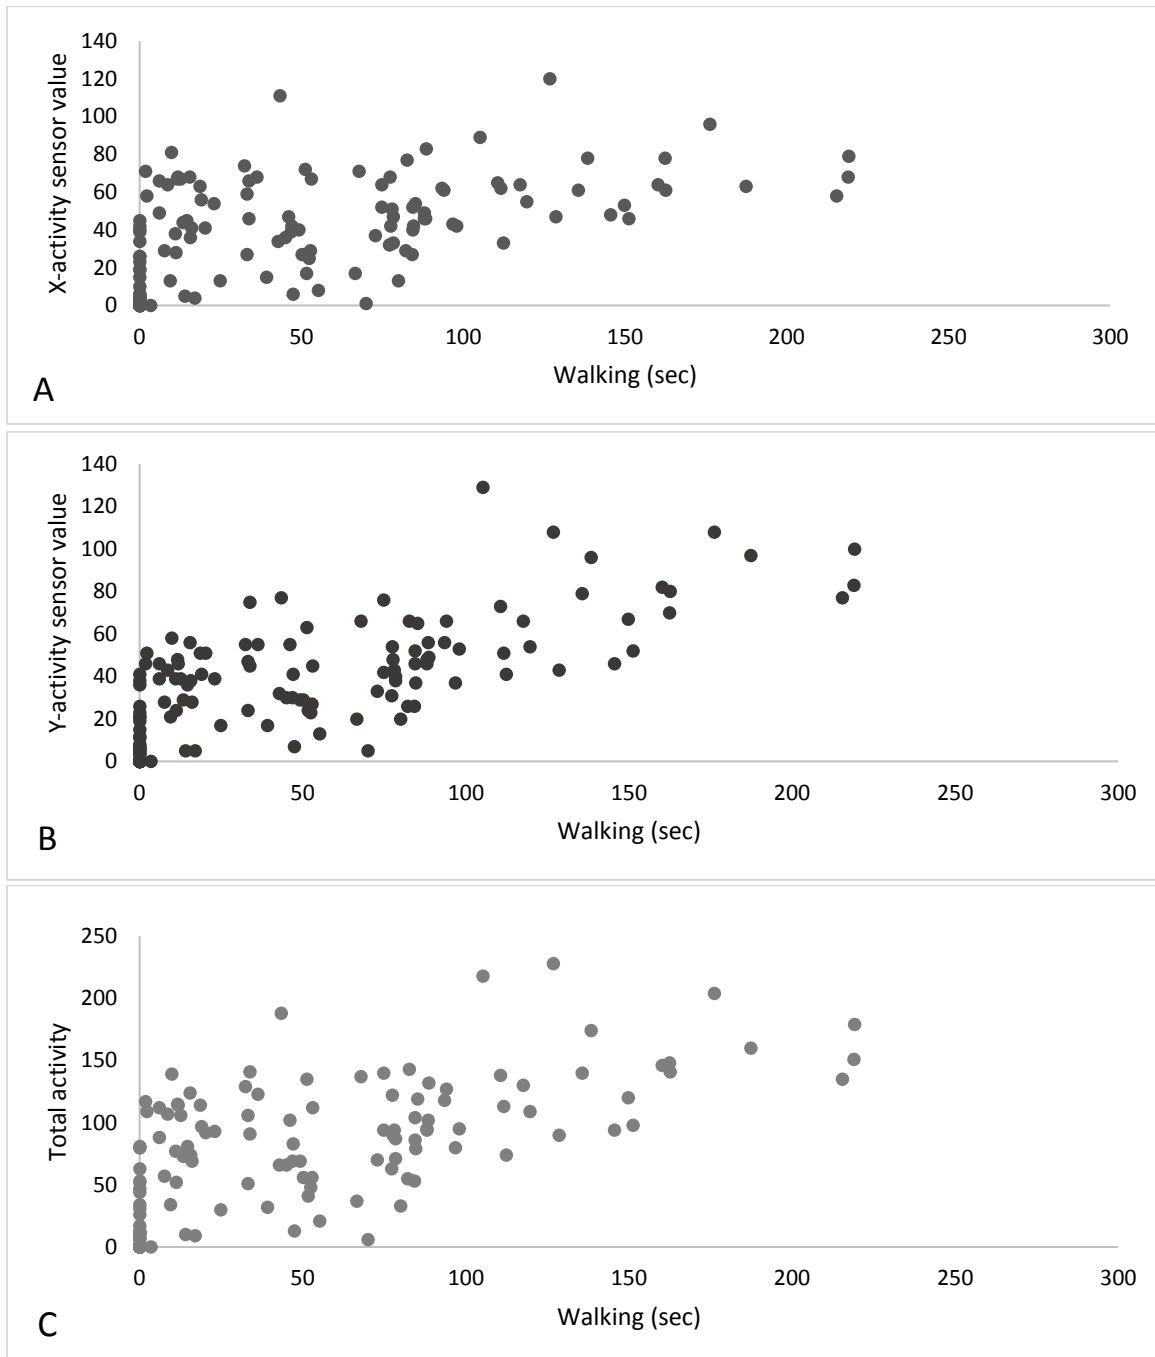 140
120
100
80
60
40
20
0
X-activity sensor value
0 50 100 150 200 250 300
Walking (sec)
A
140
120
100
80
60
40
20
0
Y-activity sensor value
0 50 100 150 200 250 300
Walking (sec)
B
250
200
150
100
50
0
Total activity
0 50 100 150 200 250 300
Walking (sec)
C